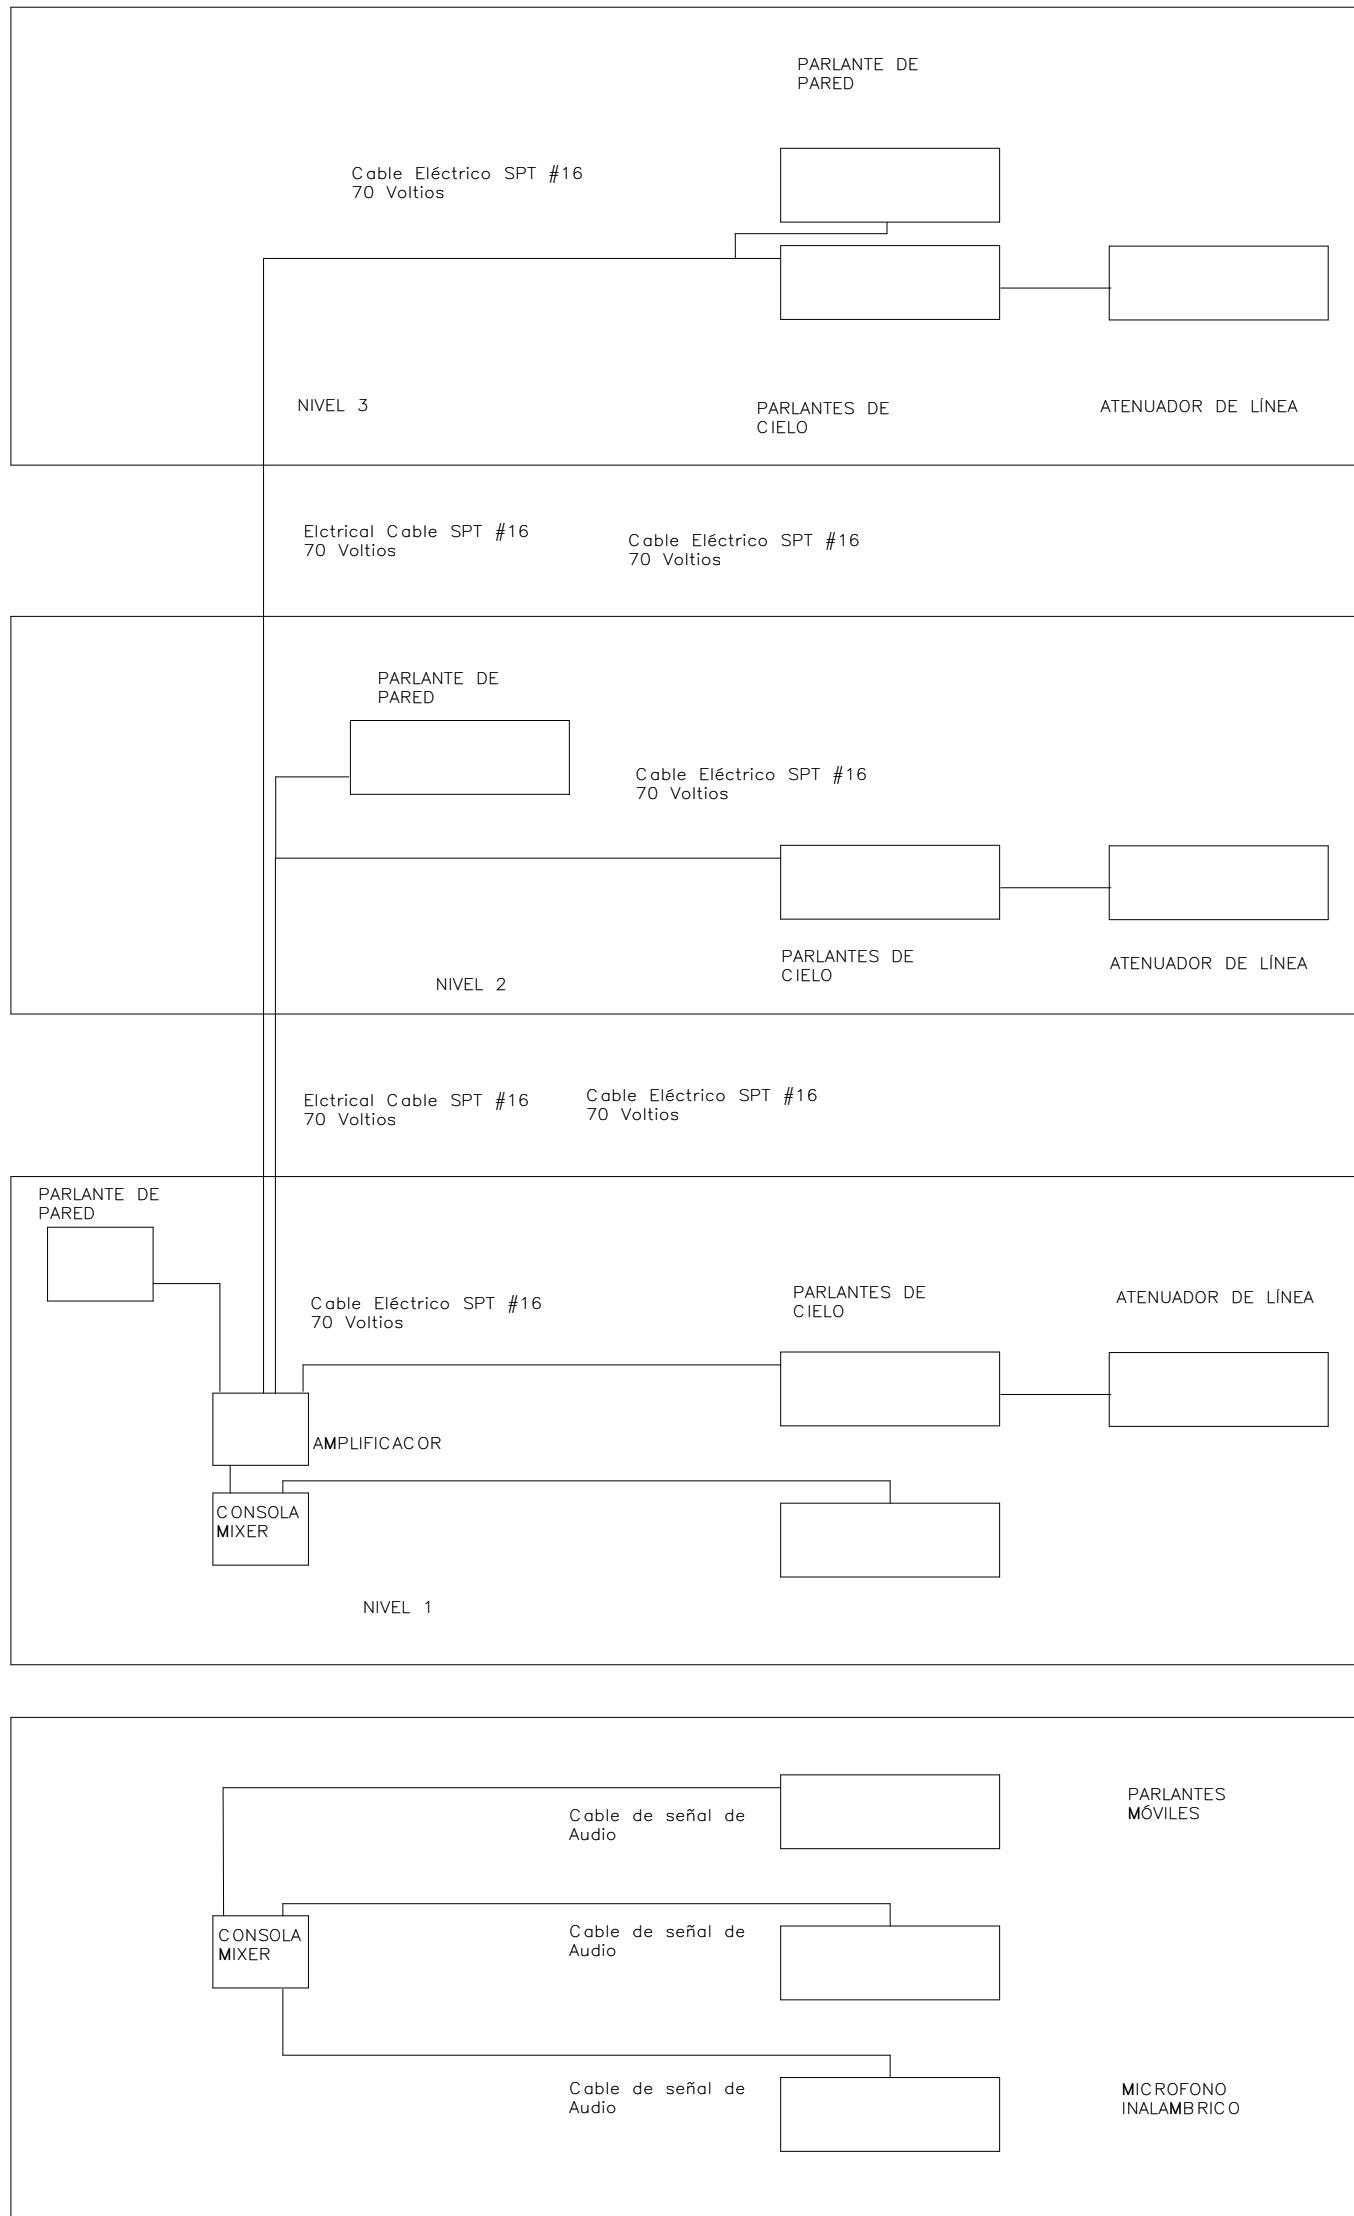 PARLANTE DE
PARED
Cable Eléctrico SPT #16
70 Voltios
NIVEL 3
PARLANTES DE
CIELO
ATENUADOR DE LÍNEA
Elctrical Cable SPT #16
70 Voltios
Cable Eléctrico SPT #16
70 Voltios
PARLANTE DE
PARED
Cable Eléctrico SPT #16
70 Voltios
PARLANTES DE
CIELO
ATENUADOR DE LÍNEA
NIVEL 2
Elctrical Cable SPT #16
70 Voltios
Cable Eléctrico SPT #16
70 Voltios
PARLANTE DE
PARED
Cable Eléctrico SPT #16
70 Voltios
PARLANTES DE
CIELO
ATENUADOR DE LÍNEA
AMPLIFICACOR
CONSOLA
MIXER
NIVEL 1
Cable de señal de
Audio
PARLANTES
MÓVILES
CONSOLA
MIXER
Cable de señal de
Audio
Cable de señal de
Audio
MICROFONO
INALAMBRICO